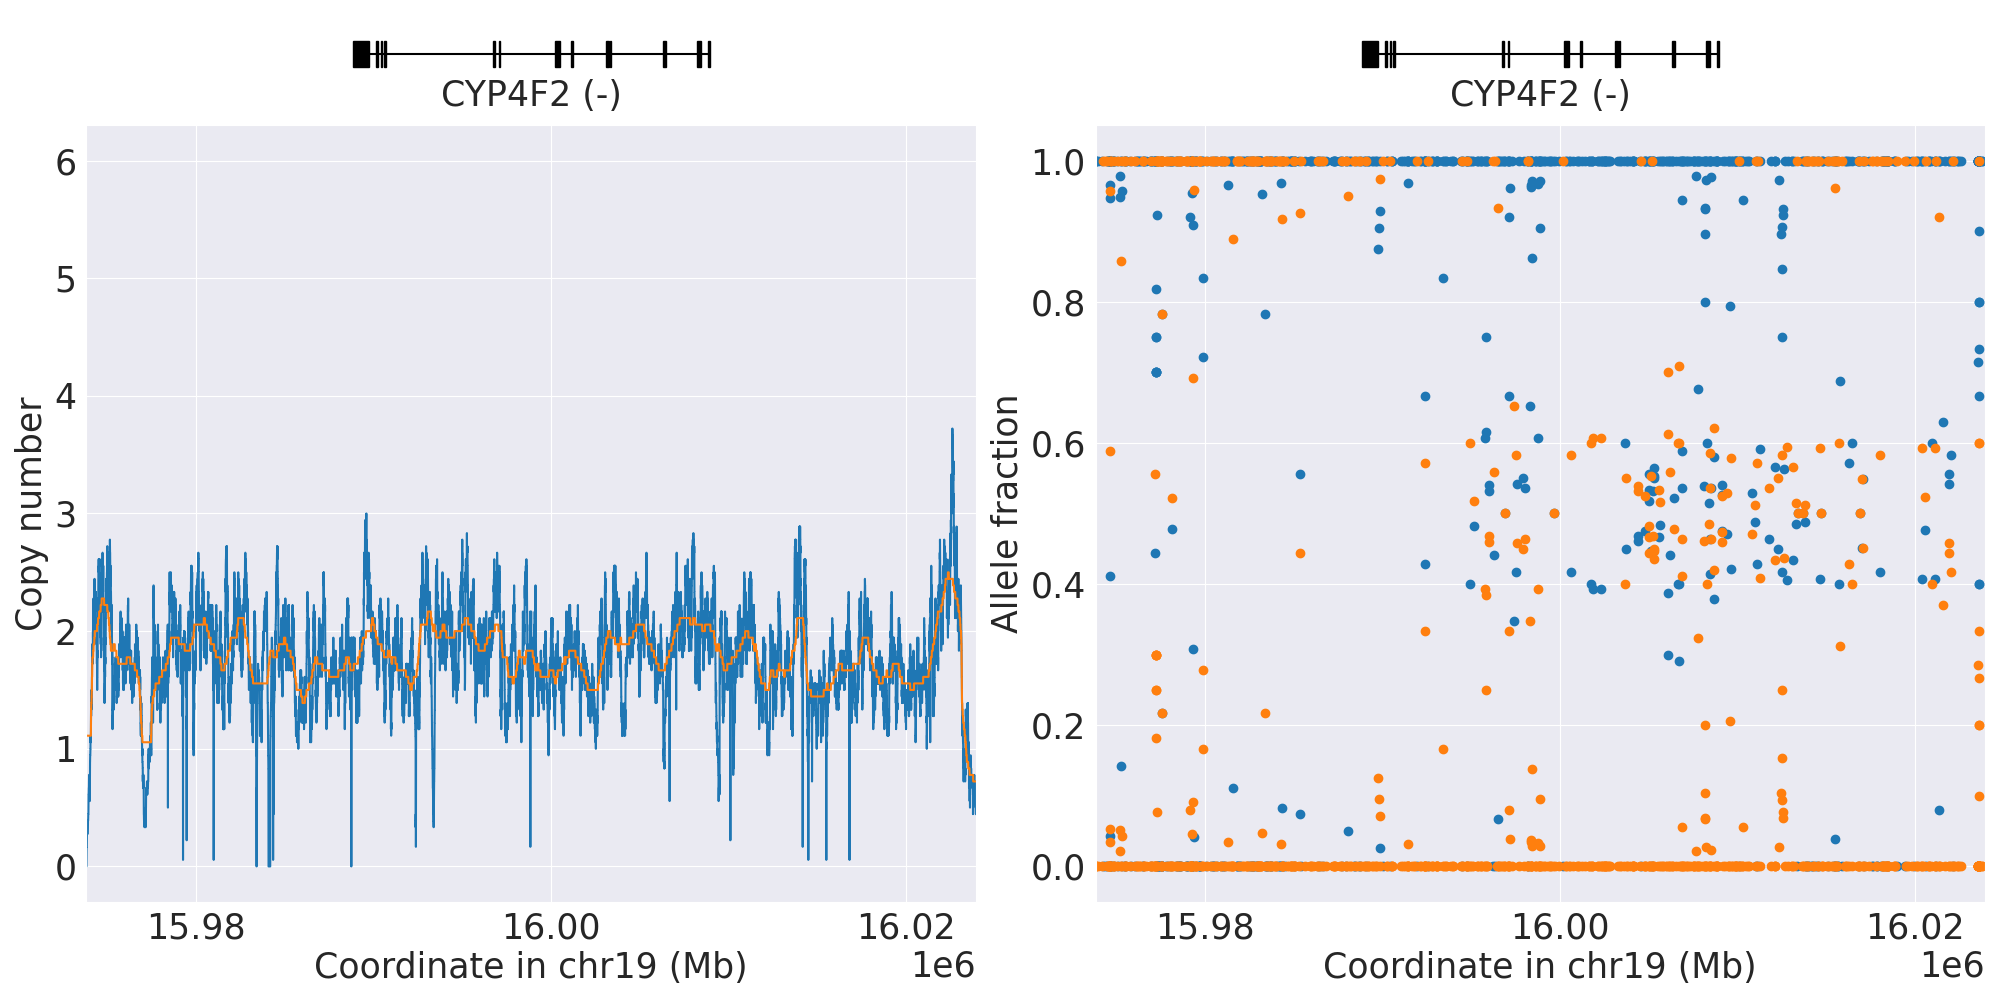 CYP4F2 (-)
6
5
4
3
2
1
0
Copy number
15.98
16.00
16.02
Coordinate in chr19 (Mb)
1e6
CYP4F2 (-)
1.0
0.8
0.6
0.4
0.2
0.0
Allele fraction
15.98
16.00
16.02
Coordinate in chr19 (Mb)
1e6